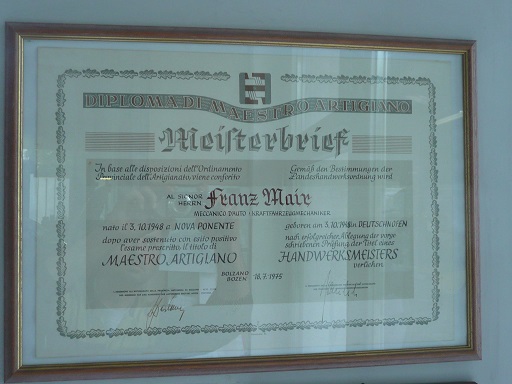 DIPLOMA DI MAESTRO ARTIGIANO
Meisterbrief
In base alle disposizioni dell'Ordinamento
Provinciale dell'Artigianato viene conferito
Gemäß den Bestimmungen der
Landeshandwerksordnung wird
AL SIGNOR
HERRN
Franz Mair
MECCANICO D'AUTO / KRAFTFAHRZEUGMECHANIKER
nato il 3.10.1948 a NOVA PONENTE
geboren am 3.10.1948 in DEUTSCHNOFEN
dopo aver sostenuto con esito positivo
l'esame prescritto il titolo di
MAESTRO ARTIGIANO
nach erfolgreicher Ablegung der vorge-
schriebenen Prüfung der Titel eines
HANDWERKSMEISTERS
verliehen
BOLZANO
BOZEN
18.7.1975